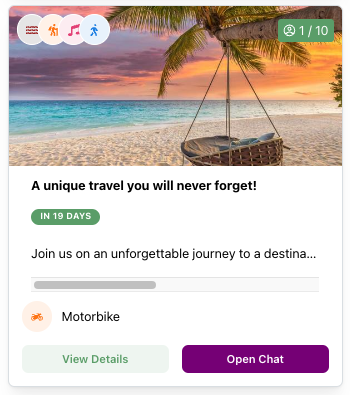 1 / 10
A unique travel you will never forget!
IN 19 DAYS
Join us on an unforgettable journey to a destina...
Motorbike
View Details
Open Chat